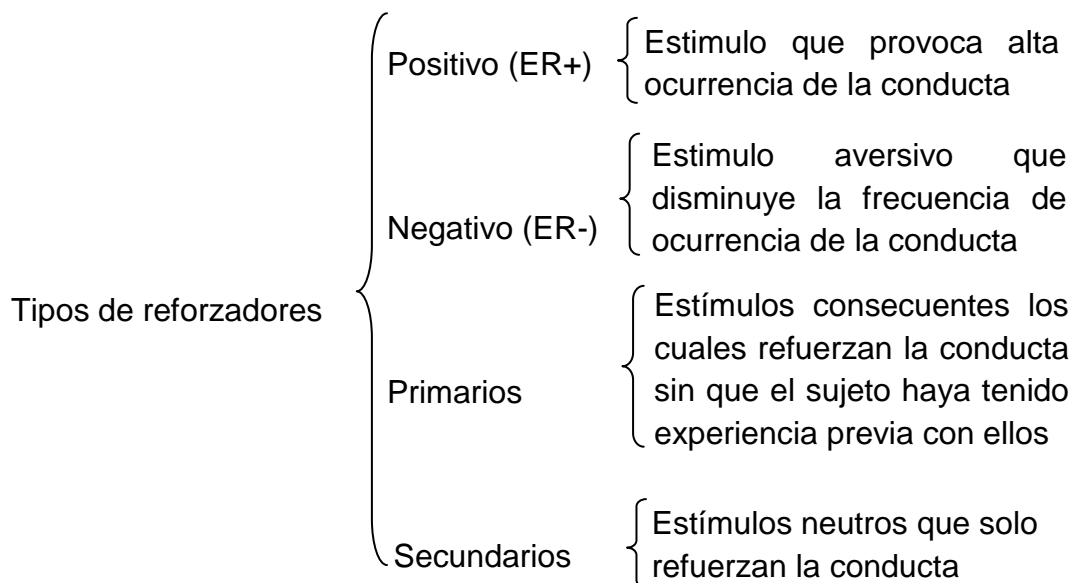 Tipos de reforzadores
Positivo (ER+)
Estimulo que provoca alta
ocurrencia de la conducta
Negativo (ER-)
Estimulo aversivo que
disminuye la frecuencia de
ocurrencia de la conducta
Primarios
Estímulos consecuentes los
cuales refuerzan la conducta
sin que el sujeto haya tenido
experiencia previa con ellos
Secundarios
Estímulos neutros que solo
refuerzan la conducta